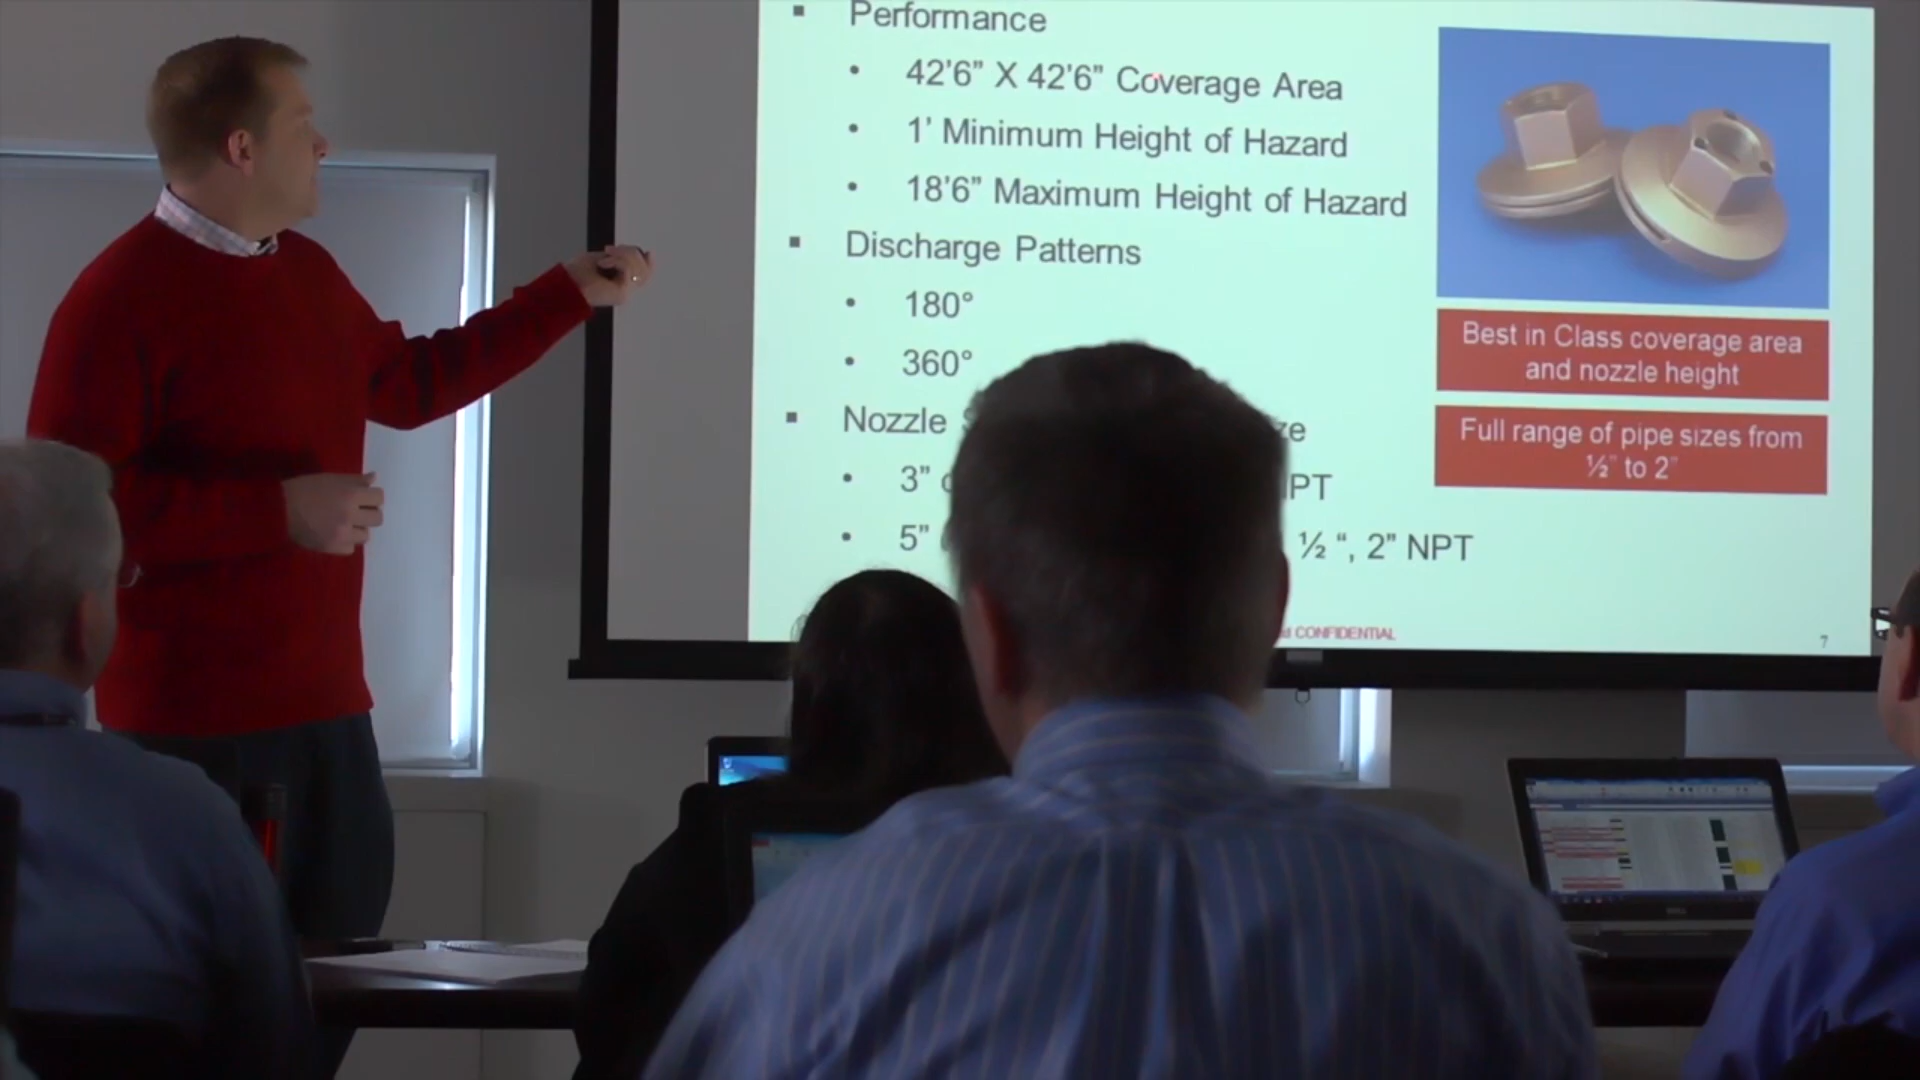 Performance
42'6” X 42'6” Coverage Area
1’ Minimum Height of Hazard
18’6” Maximum Height of Hazard
Discharge Patterns
180°
360°
Nozzle
3”
PT
5”
½ “, 2” NPT
Best in Class coverage area
and nozzle height
Full range of pipe sizes from
½” to 2”
CONFIDENTIAL
7
DELL